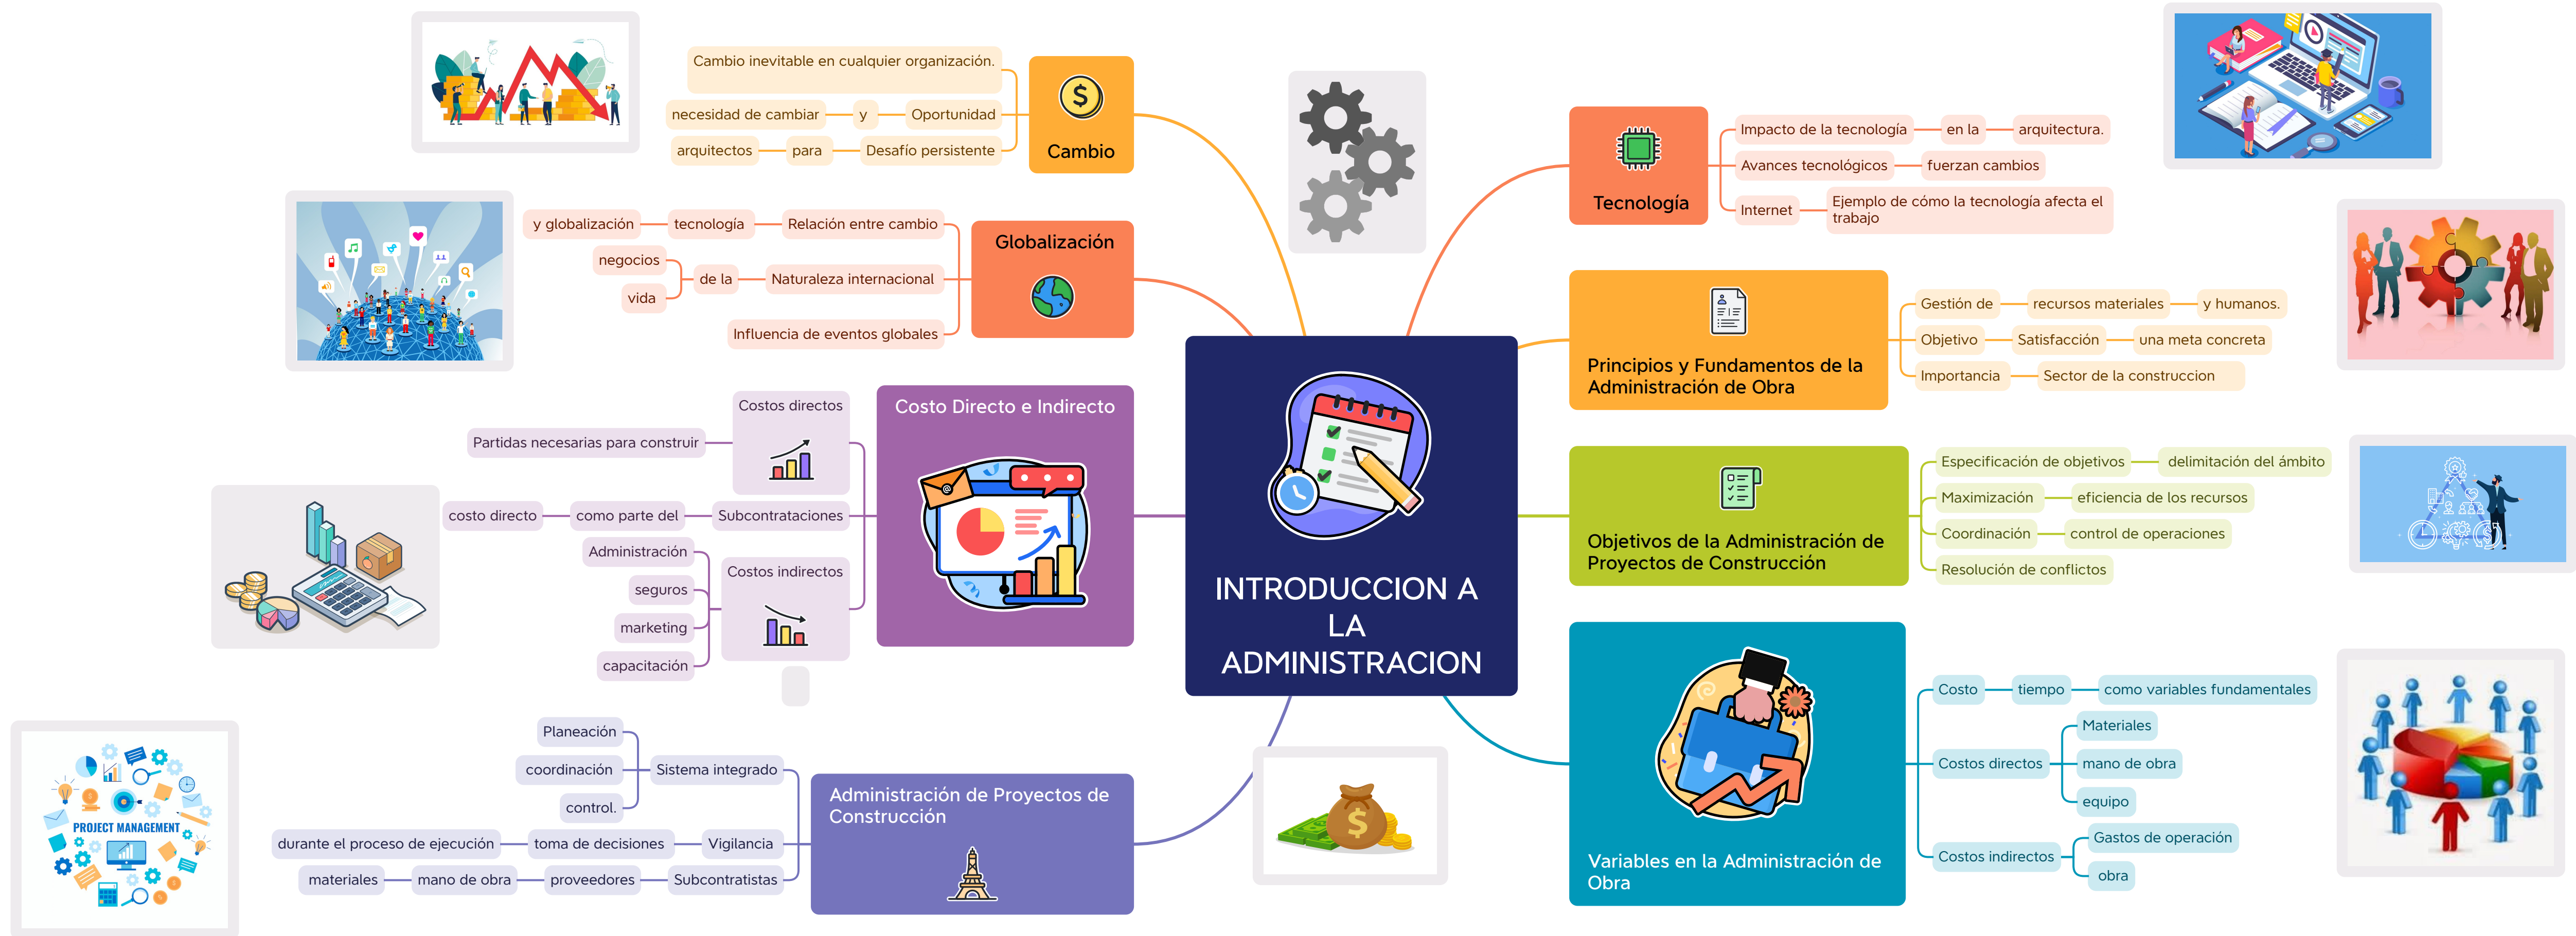 INTRODUCCION A
LA
ADMINISTRACION
Tecnología
Impacto de la tecnología
en la
arquitectura.
Avances tecnológicos
fuerzan cambios
Internet
Ejemplo de cómo la tecnología afecta el
trabajo
Principios y Fundamentos de la
Administración de Obra
Gestión de
recursos materiales
y humanos.
Objetivo
Satisfacción
una meta concreta
Importancia
Sector de la construccion
Objetivos de la Administración de
Proyectos de Construcción
Especificación de objetivos
delimitación del ámbito
Maximización
eficiencia de los recursos
Coordinación
control de operaciones
Resolución de conflictos
Variables en la Administración de
Obra
Costo
tiempo
como variables fundamentales
Costos directos
Materiales
mano de obra
equipo
Costos indirectos
Gastos de operación
obra
Cambio
Cambio inevitable en cualquier organización.
Oportunidad
y
necesidad de cambiar
Desafío persistente
para
arquitectos
Globalización
Relación entre cambio
tecnología
y globalización
Naturaleza internacional
de la
negocios
vida
Influencia de eventos globales
Costo Directo e Indirecto
Costos directos
Partidas necesarias para construir
Subcontrataciones
como parte del
costo directo
Costos indirectos
Administración
seguros
marketing
capacitación
Administración de Proyectos de
Construcción
Sistema integrado
Planeación
coordinación
control.
Vigilancia
toma de decisiones
durante el proceso de ejecución
Subcontratistas
proveedores
mano de obra
materiales
PROJECT MANAGEMENT